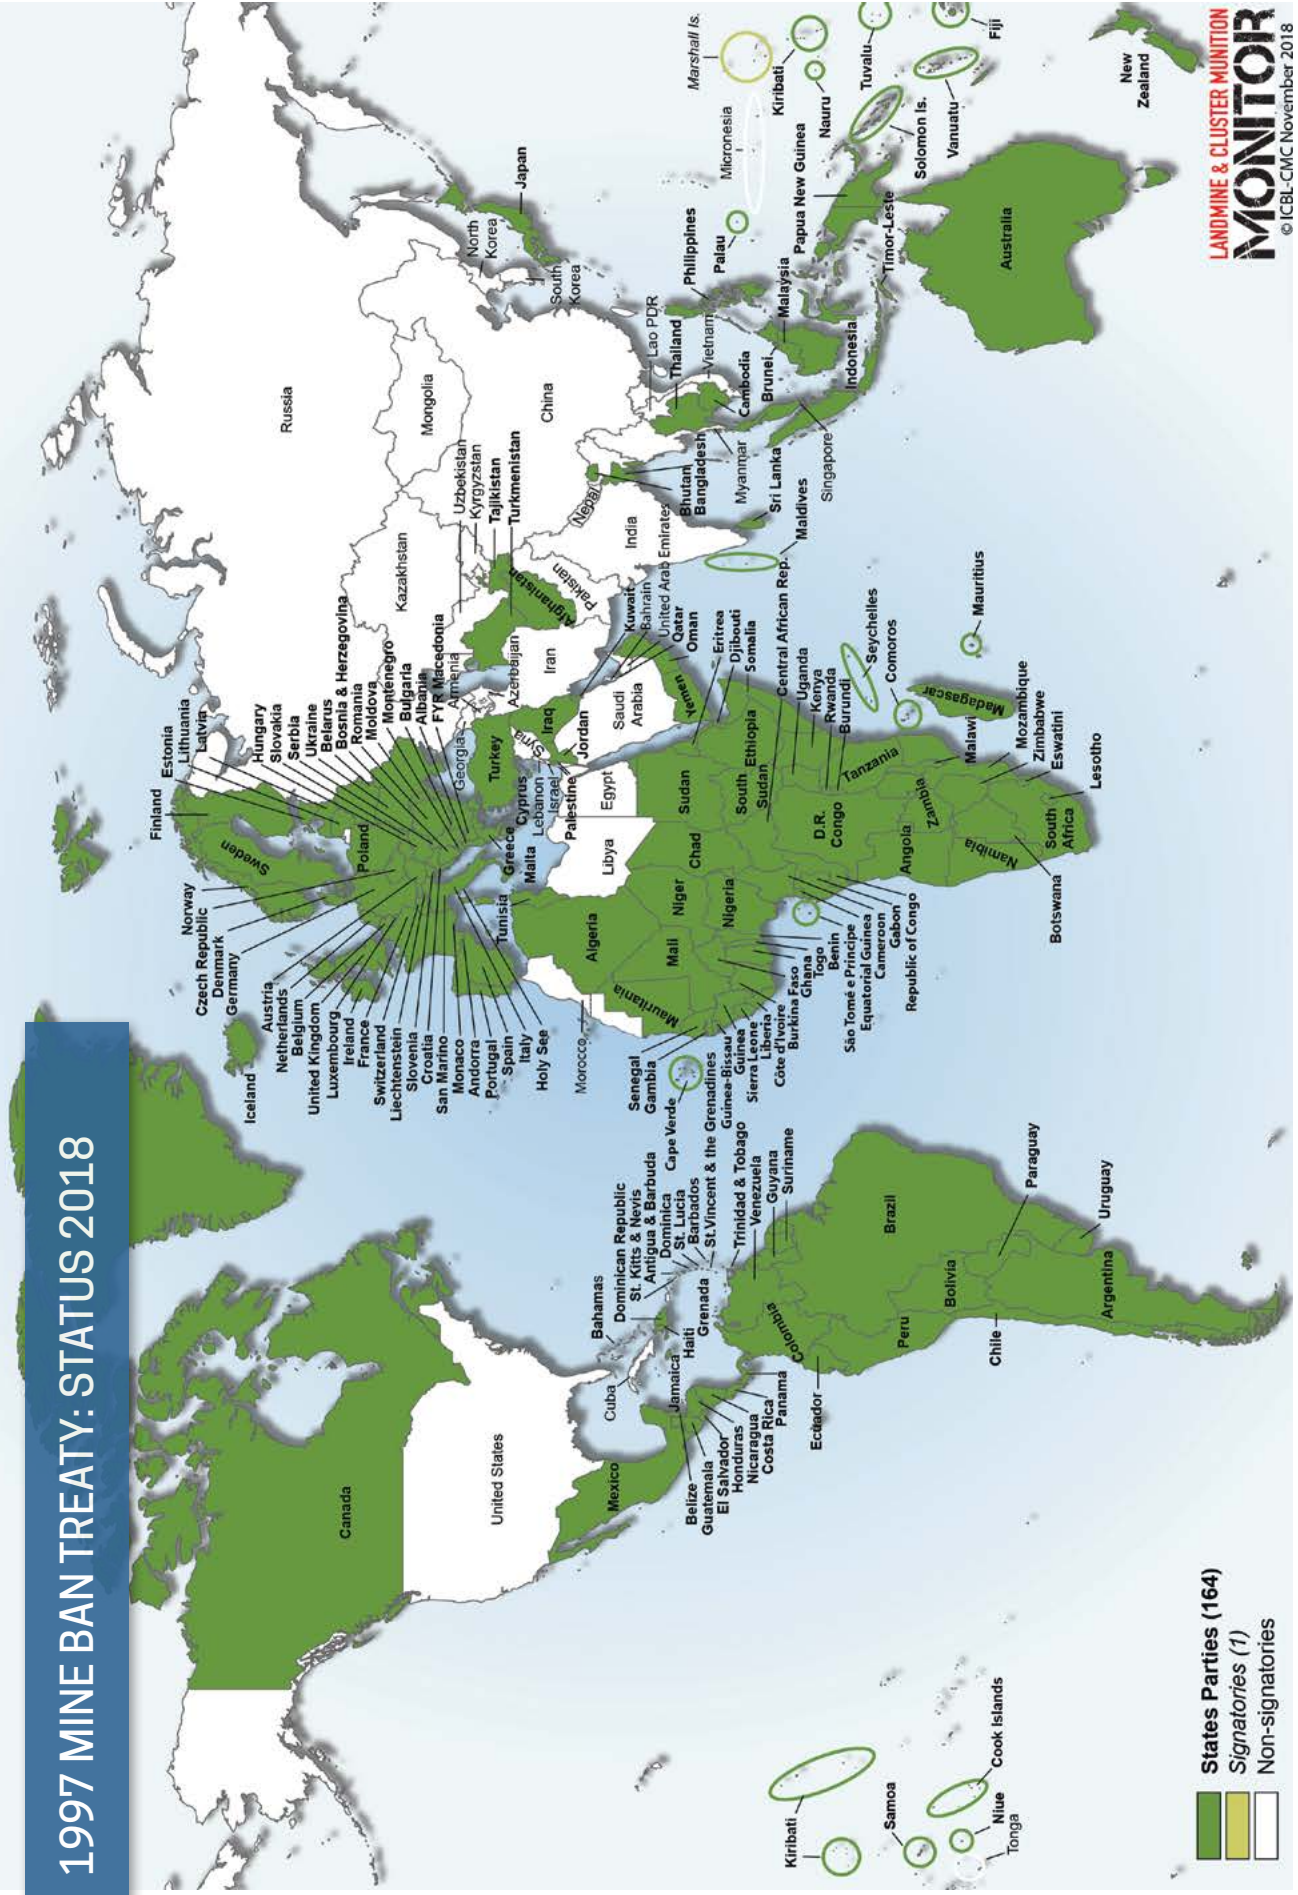 1997 MINE BAN TREATY: STATUS 2018
Canada
United States
Mexico
Cuba
Bahamas
Dominican Republic
St. Kitts & Nevis
Antigua & Barbuda
Dominica
St. Lucia
Barbados
St.Vincent & the Grenadines
Trinidad & Tobago
Venezuela
Guyana
Suriname
Jamaica
Haiti
Grenada
Belize
Guatemala
El Salvador
Honduras
Nicaragua
Costa Rica
Panama
Colombia
Ecuador
Peru
Brazil
Bolivia
Chile
Paraguay
Uruguay
Argentina
Kiribati
Samoa
Cook Islands
Niue
Tonga
Iceland
Norway
Czech Republic
Denmark
Germany
Austria
Netherlands
Belgium
United Kingdom
Luxembourg
Ireland
France
Switzerland
Liechtenstein
Slovenia
Croatia
San Marino
Monaco
Andorra
Portugal
Spain
Italy
Holy See
Finland
Sweden
Estonia
Lithuania
Latvia
Poland
Hungary
Slovakia
Serbia
Ukraine
Belarus
Bosnia & Herzegovina
Romania
Moldova
Montenegro
Bulgaria
Albania
FYR Macedonia
Armenia
Georgia
Azerbaijan
Turkey
Greece
Malta
Cyprus
Lebanon
Israel
Palestine
Syria
Iraq
Jordan
Iran
Saudi
Arabia
Yemen
Kuwait
Bahrain
United Arab Emirates
Qatar
Oman
Russia
Kazakhstan
Mongolia
China
Uzbekistan
Kyrgyzstan
Tajikistan
Turkmenistan
Afghanistan
Pakistan
India
Nepal
Bhutan
Bangladesh
Myanmar
Sri Lanka
Maldives
North
Korea
South
Korea
Japan
Lao PDR
Thailand
Vietnam
Cambodia
Philippines
Palau
Brunei
Malaysia
Singapore
Indonesia
Timor-Leste
Papua New Guinea
Micronesia
Marshall Is.
Kiribati
Nauru
Tuvalu
Solomon Is.
Vanuatu
Fiji
Australia
New
Zealand
Morocco
Algeria
Tunisia
Libya
Egypt
Mauritania
Mali
Niger
Chad
Sudan
Nigeria
South
Sudan
Ethiopia
Eritrea
Djibouti
Somalia
Central African Rep.
Uganda
Kenya
Rwanda
Burundi
Seychelles
Comoros
Mauritius
Madagascar
Tanzania
D.R.
Congo
Angola
Zambia
Namibia
South
Africa
Malawi
Mozambique
Zimbabwe
Eswatini
Lesotho
Botswana
Senegal
Gambia
Cape Verde
Guinea-Bissau
Guinea
Sierra Leone
Liberia
Côte d'Ivoire
Burkina Faso
Ghana
Togo
Benin
São Tomé e Príncipe
Equatorial Guinea
Cameroon
Gabon
Republic of Congo
States Parties (164)
Signatories (1)
Non-signatories
LANDMINE & CLUSTER MUNITION
MONITOR
© ICBL-CMC November 2018